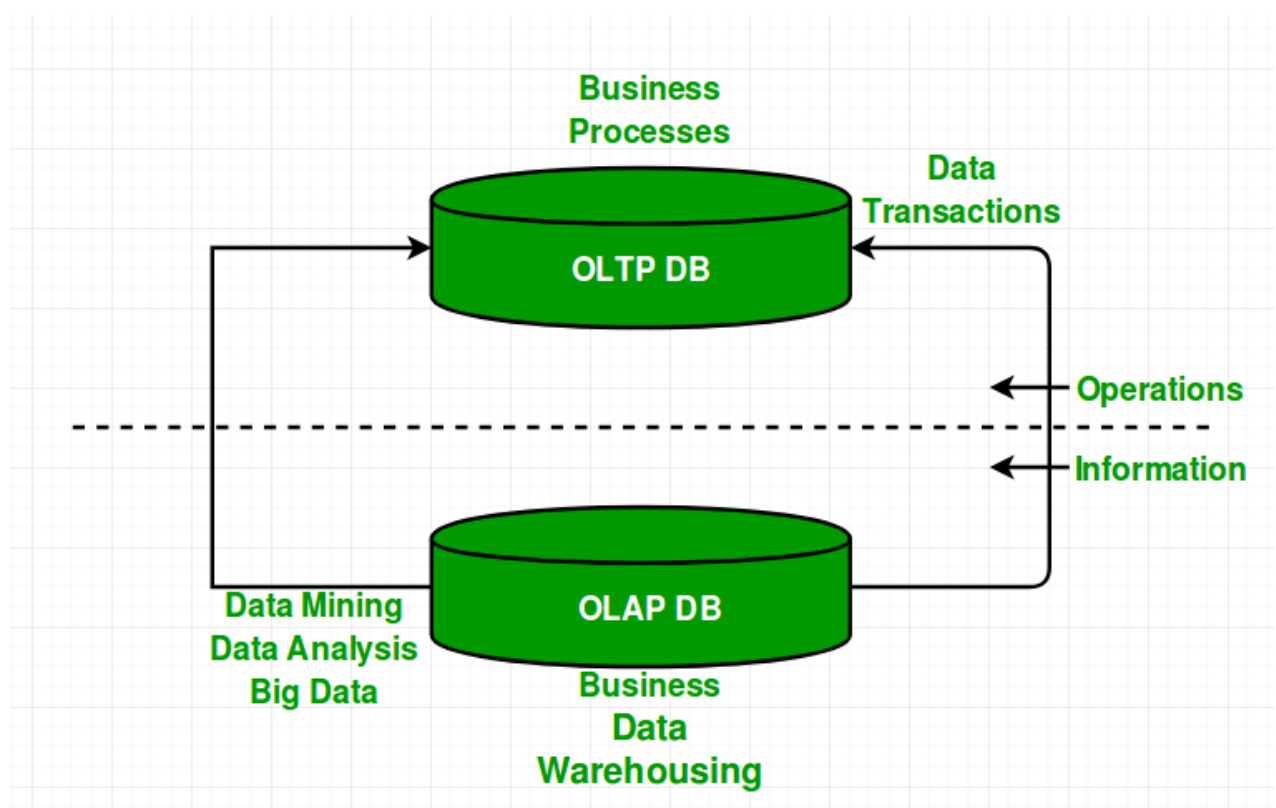 Business
Processes
Data
Transactions
OLTP DB
Operations
Information
OLAP DB
Data Mining
Data Analysis
Big Data
Business
Data
Warehousing